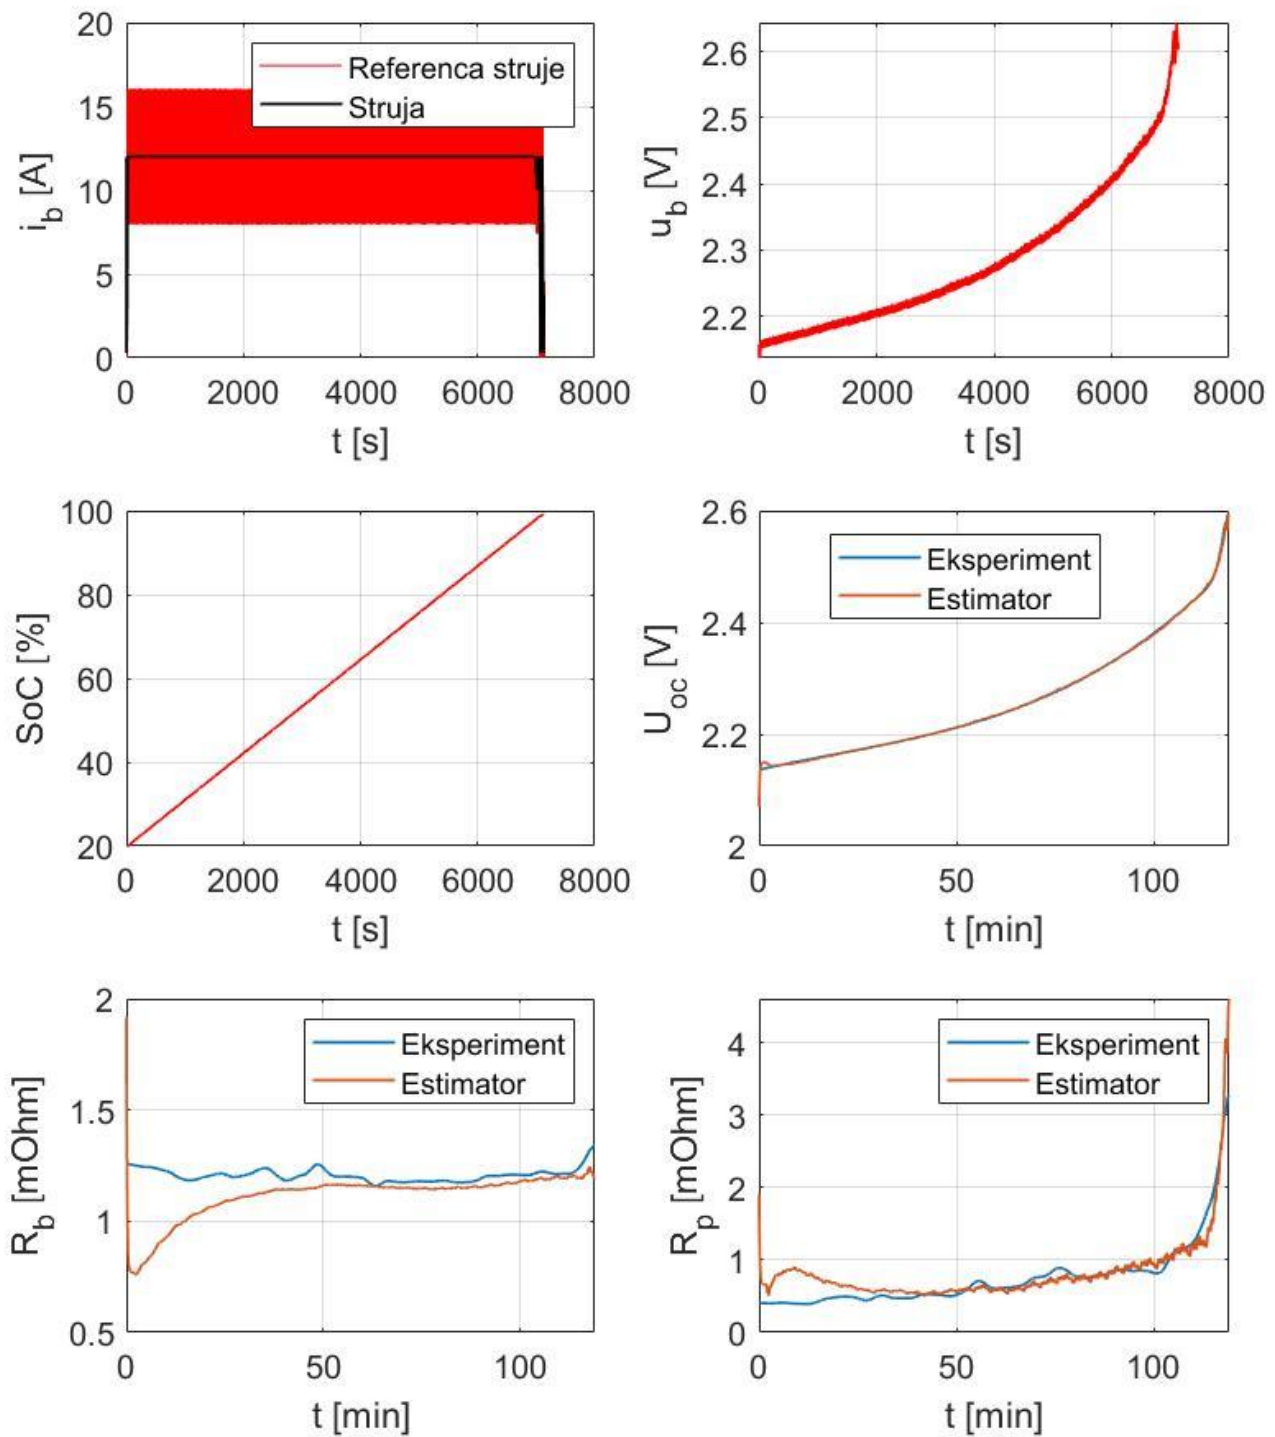 20
15
10
5
0
i_b [A]
Referenca struje
Struja
0 2000 4000 6000 8000
t [s]
2.6
2.5
2.4
2.3
2.2
u_b [V]
0 2000 4000 6000 8000
t [s]
100
80
60
40
20
SoC [%]
0 2000 4000 6000 8000
t [s]
2.6
2.4
2.2
2
U_oc [V]
Eksperiment
Estimator
0 50 100
t [min]
2
1.5
1
0.5
R_b [mOhm]
Eksperiment
Estimator
0 50 100
t [min]
4
3
2
1
0
R_p [mOhm]
Eksperiment
Estimator
0 50 100
t [min]